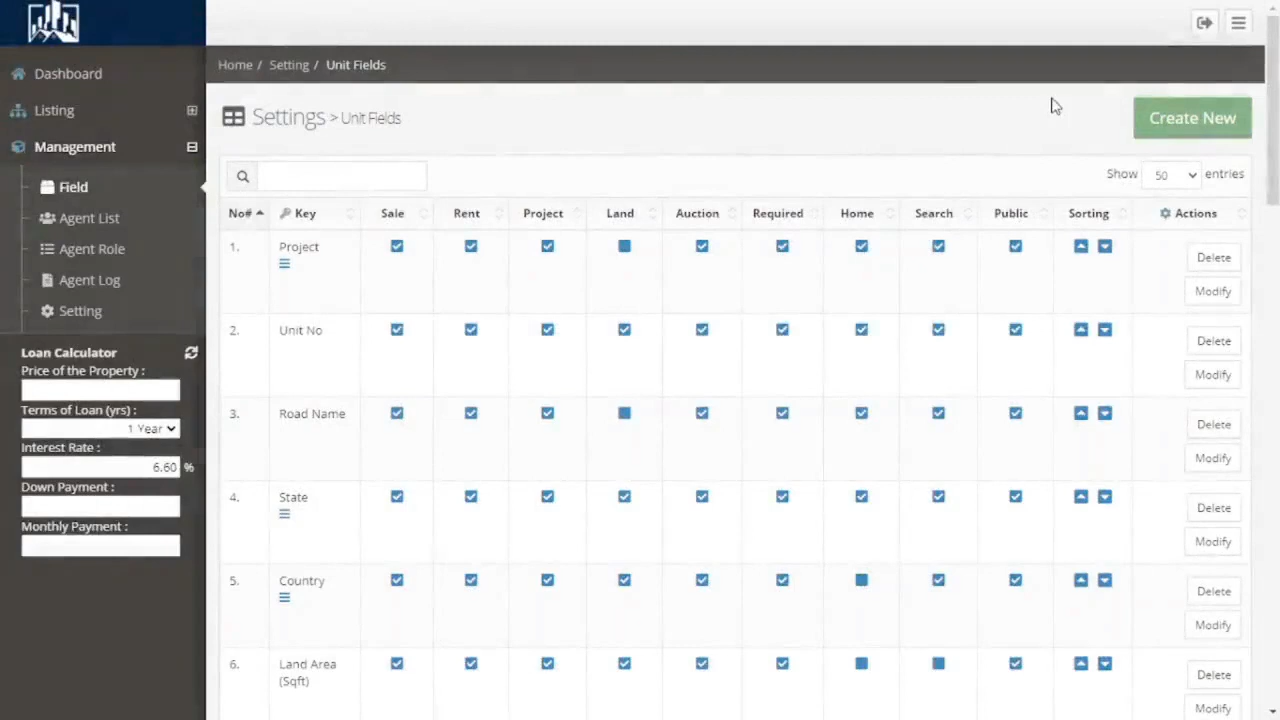 Dashboard
Listing
Management
Field
Agent List
Agent Role
Agent Log
Setting
Loan Calculator
Price of the Property :
Terms of Loan (yrs) :
1 Year
Interest Rate :
6.60 %
Down Payment :
Monthly Payment :
Home / Setting / Unit Fields
Settings > Unit Fields
Create New
Show 50 entries
No# Key Sale Rent Project Land Auction Required Home Search Public Sorting Actions
1. Project Delete
Modify
2. Unit No Delete
Modify
3. Road Name Delete
Modify
4. State Delete
Modify
5. Country Delete
Modify
6. Land Area Delete
(Sqft)
Modify